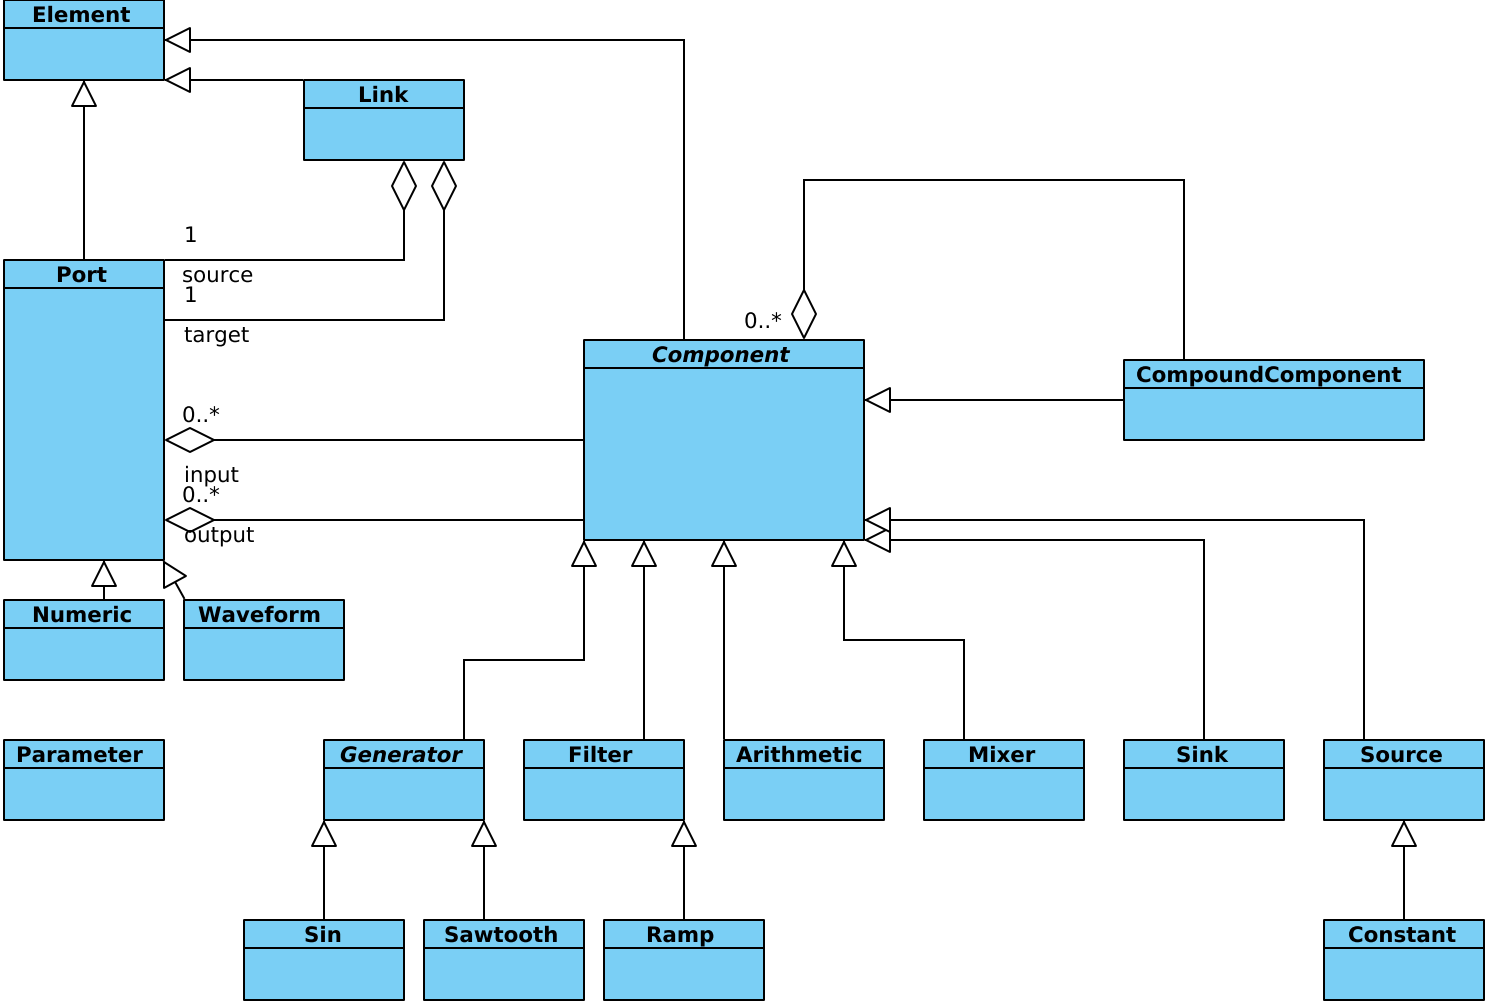 Element
Link
1
Port
source
1
target
0..*
Component
CompoundComponent
0..*
input
0..*
output
Numeric
Waveform
Parameter
Generator
Filter
Arithmetic
Mixer
Sink
Source
Sin
Sawtooth
Ramp
Constant